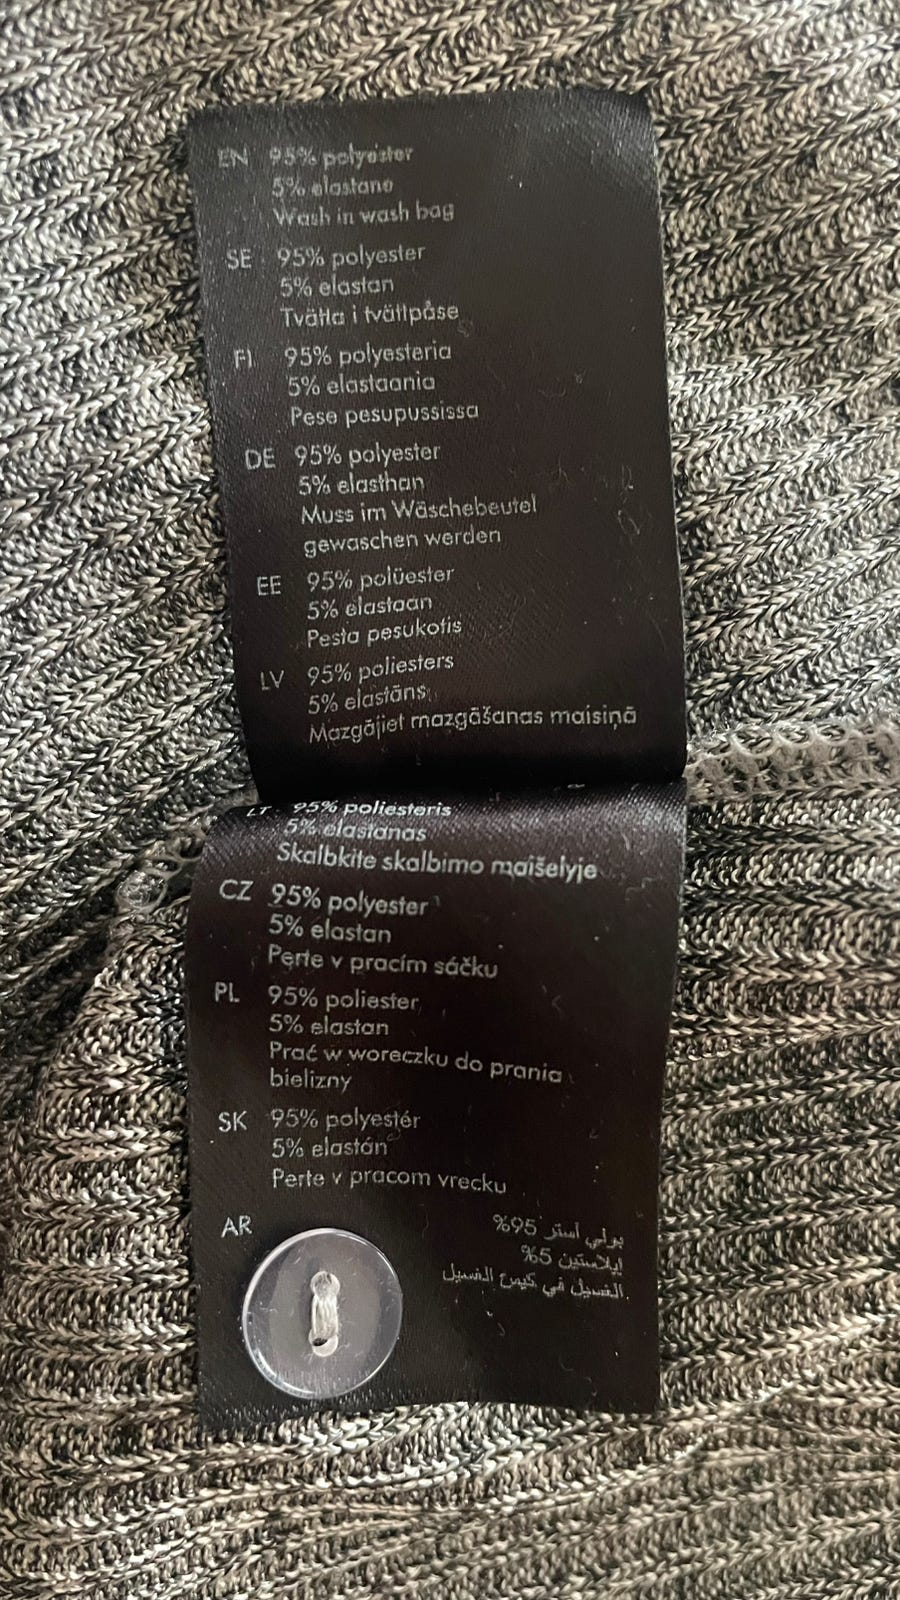 EN 95% polyester
5% elastane
Wash in wash bag
SE 95% polyester
5% elastan
Tvätta i tvättpåse
FI 95% polyesteria
5% elastaania
Pese pesupussissa
DE 95% polyester
5% elasthan
Muss im Wäschebeutel
gewaschen werden
EE 95% polüester
5% elastaan
Pesta pesukotis
LV 95% poliesters
5% elastāns
Mazgājiet mazgāšanas maisiņā
LT 95% poliesteris
5% elastanas
Skalbkite skalbimo maišelyje
CZ 95% polyester
5% elastan
Perte v pracím sáčku
PL 95% poliester
5% elastan
Prać w woreczku do prania
bielizny
SK 95% polyestér
5% elastán
Perte v pracom vrecku
AR بولي أستر 95%
إيلاستين 5%
الغسيل في كيس الغسيل